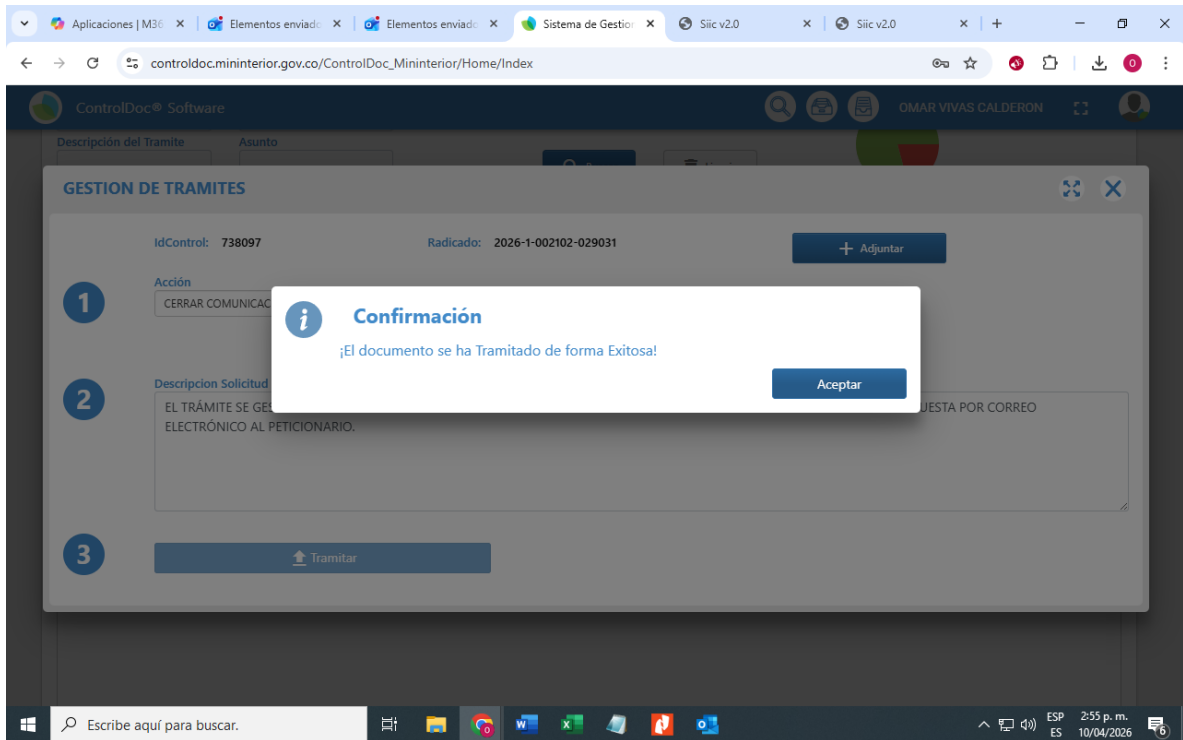 Aplicaciones | M36
Elementos enviado
Elementos enviado
Sistema de Gestion
Siic v2.0
Siic v2.0
controldoc.mininterior.gov.co/ControlDoc_Mininterior/Home/Index
O
ControlDoc® Software
OMAR VIVAS CALDERON
Descripción del Tramite
Asunto
GESTION DE TRAMITES
IdControl: 738097
Radicado: 2026-1-002102-029031
+ Adjuntar
1
Acción
CERRAR COMUNICAC
i
Confirmación
¡El documento se ha Tramitado de forma Exitosa!
Aceptar
2
Descripcion Solicitud
EL TRÁMITE SE GES
UESTA POR CORREO
ELECTRÓNICO AL PETICIONARIO.
3
Tramitar
Escribe aquí para buscar.
ESP
ES
2:55 p. m.
10/04/2026
6